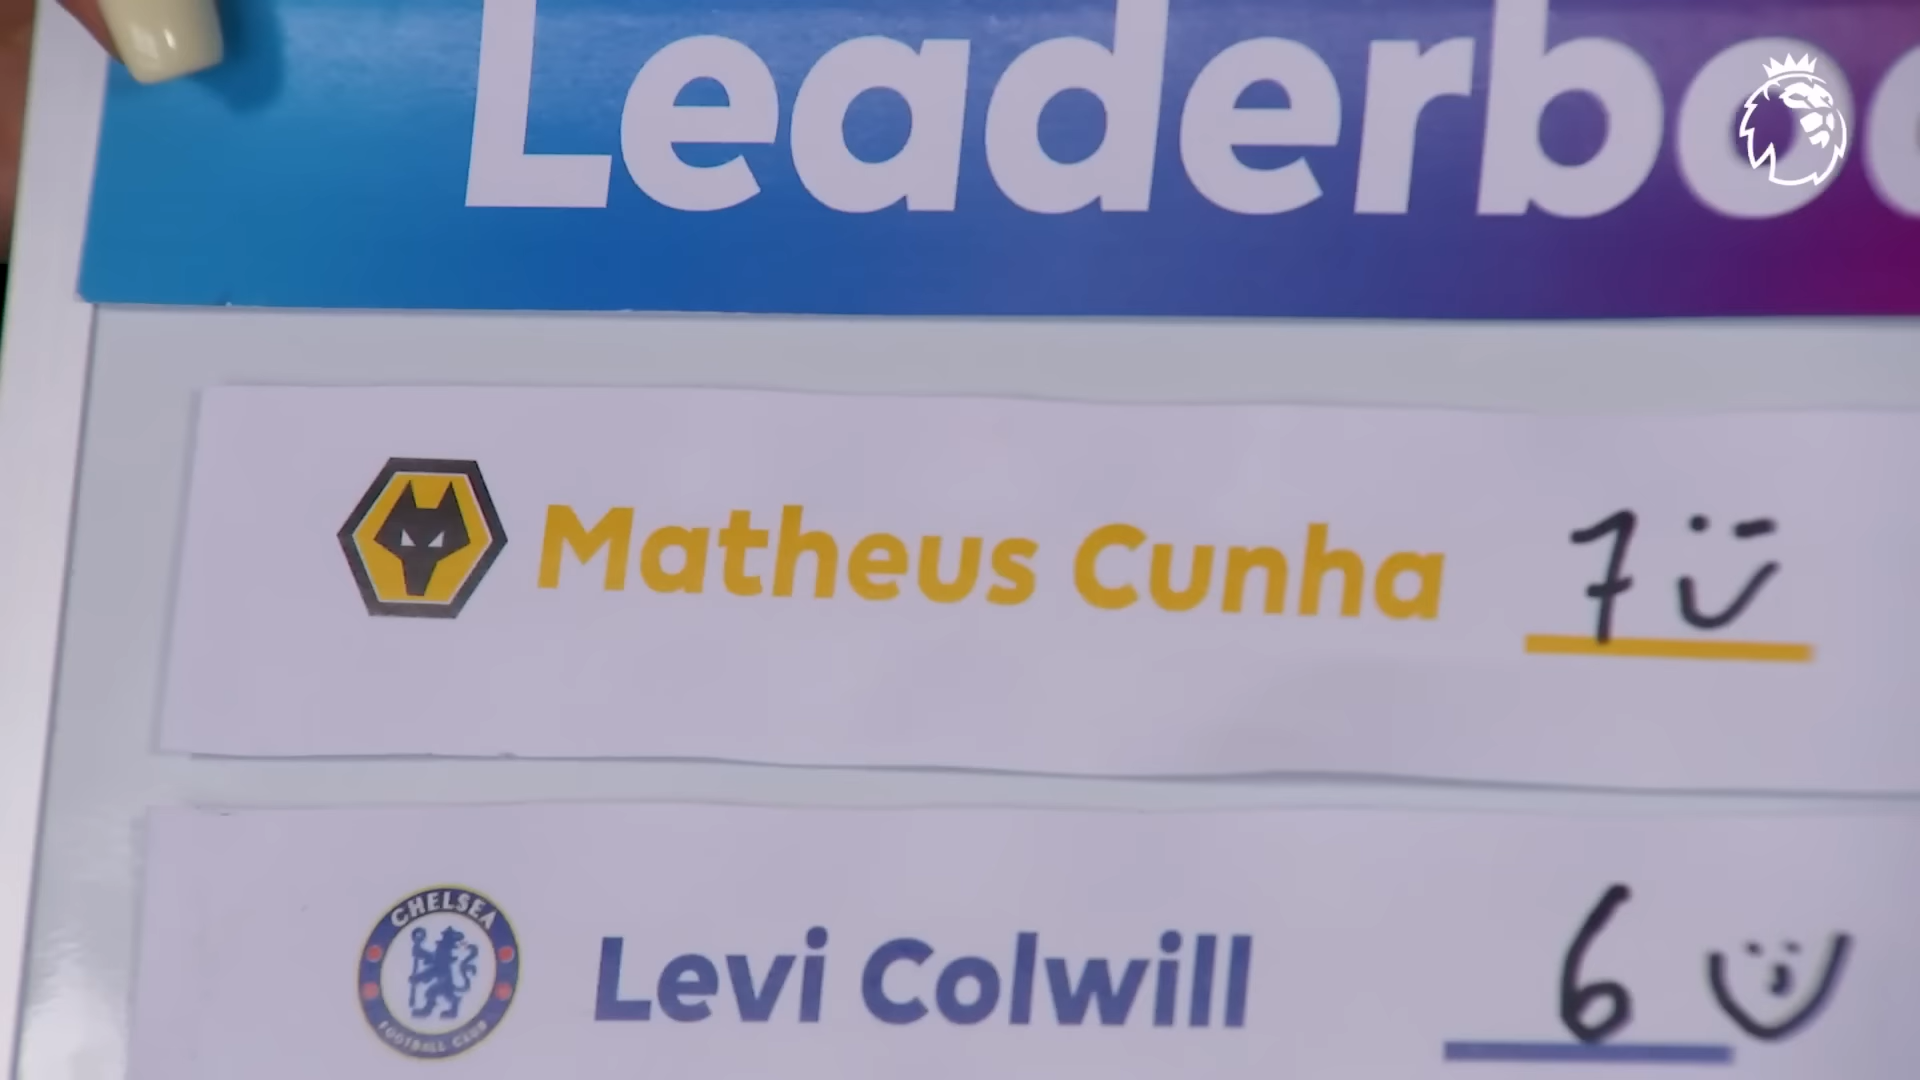 Leaderbo
Matheus Cunha 7
CHELSEA
FOOTBALL CLUB
Levi Colwill 6